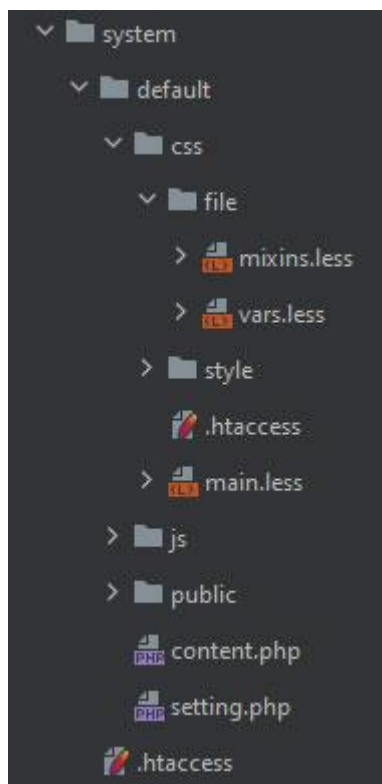 system
default
css
file
mixins.less
vars.less
style
.htaccess
main.less
js
public
content.php
setting.php
.htaccess